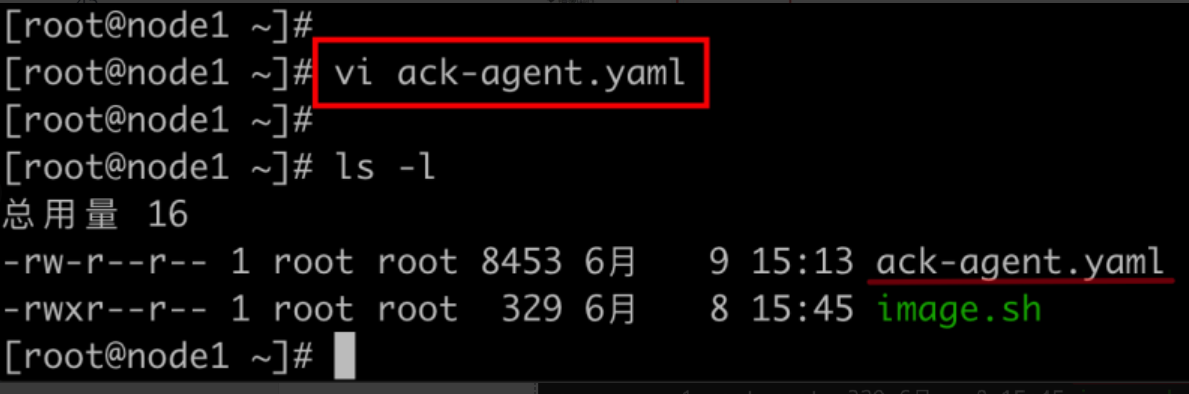 [root@node1 ~]#
[root@node1 ~]# vi ack-agent.yaml
[root@node1 ~]#
[root@node1 ~]# ls -l
总用量 16
-rw-r--r-- 1 root root 8453 6月   9 15:13 ack-agent.yaml
-rwxr--r-- 1 root root  329 6月   8 15:45 image.sh
[root@node1 ~]#